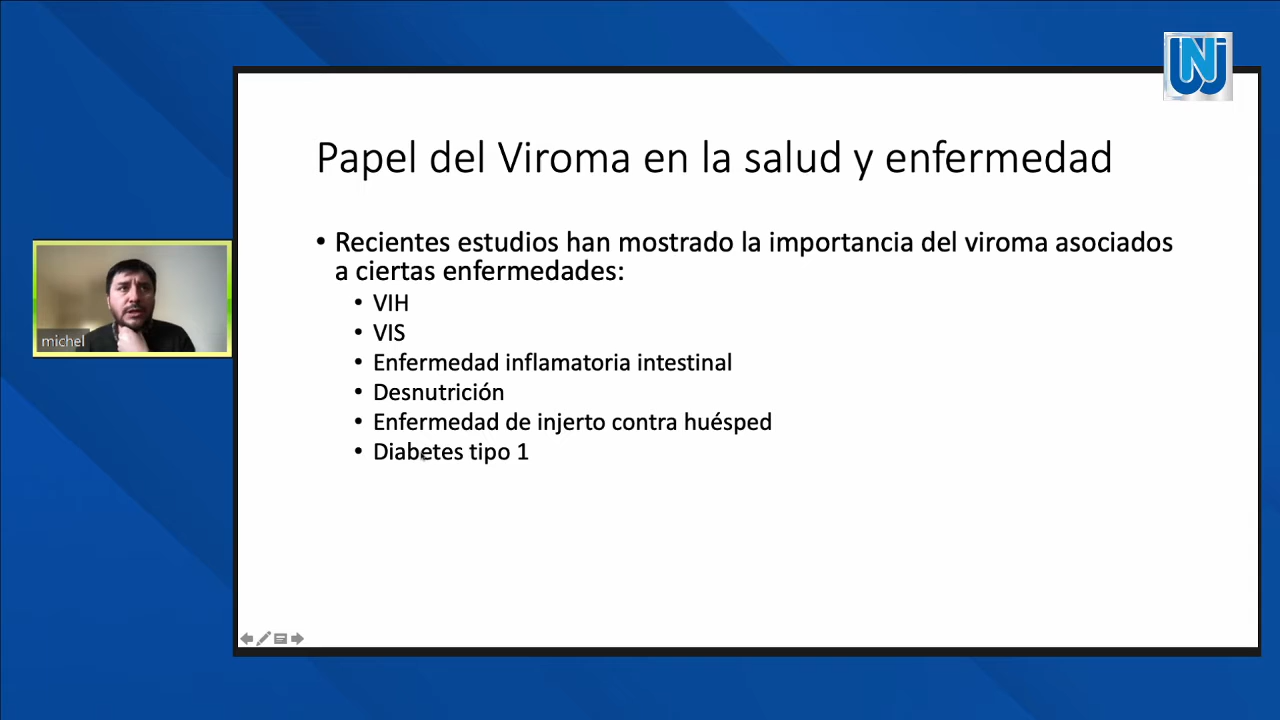 UNJ
Papel del Viroma en la salud y enfermedad
• Recientes estudios han mostrado la importancia del viroma asociados
a ciertas enfermedades:
• VIH
• VIS
• Enfermedad inflamatoria intestinal
• Desnutrición
• Enfermedad de injerto contra huésped
• Diabetes tipo 1
michel